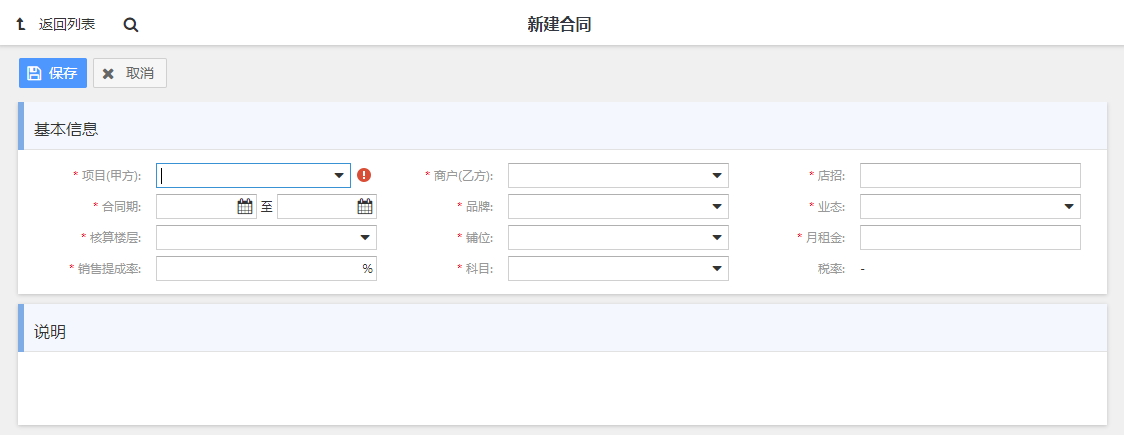 返回列表
新建合同
保存 取消
基本信息
* 项目(甲方): * 商户(乙方): * 店招:
* 合同期: 至 * 品牌: * 业态:
* 核算楼层: * 铺位: * 月租金:
* 销售提成率: % * 科目: 税率: -
说明